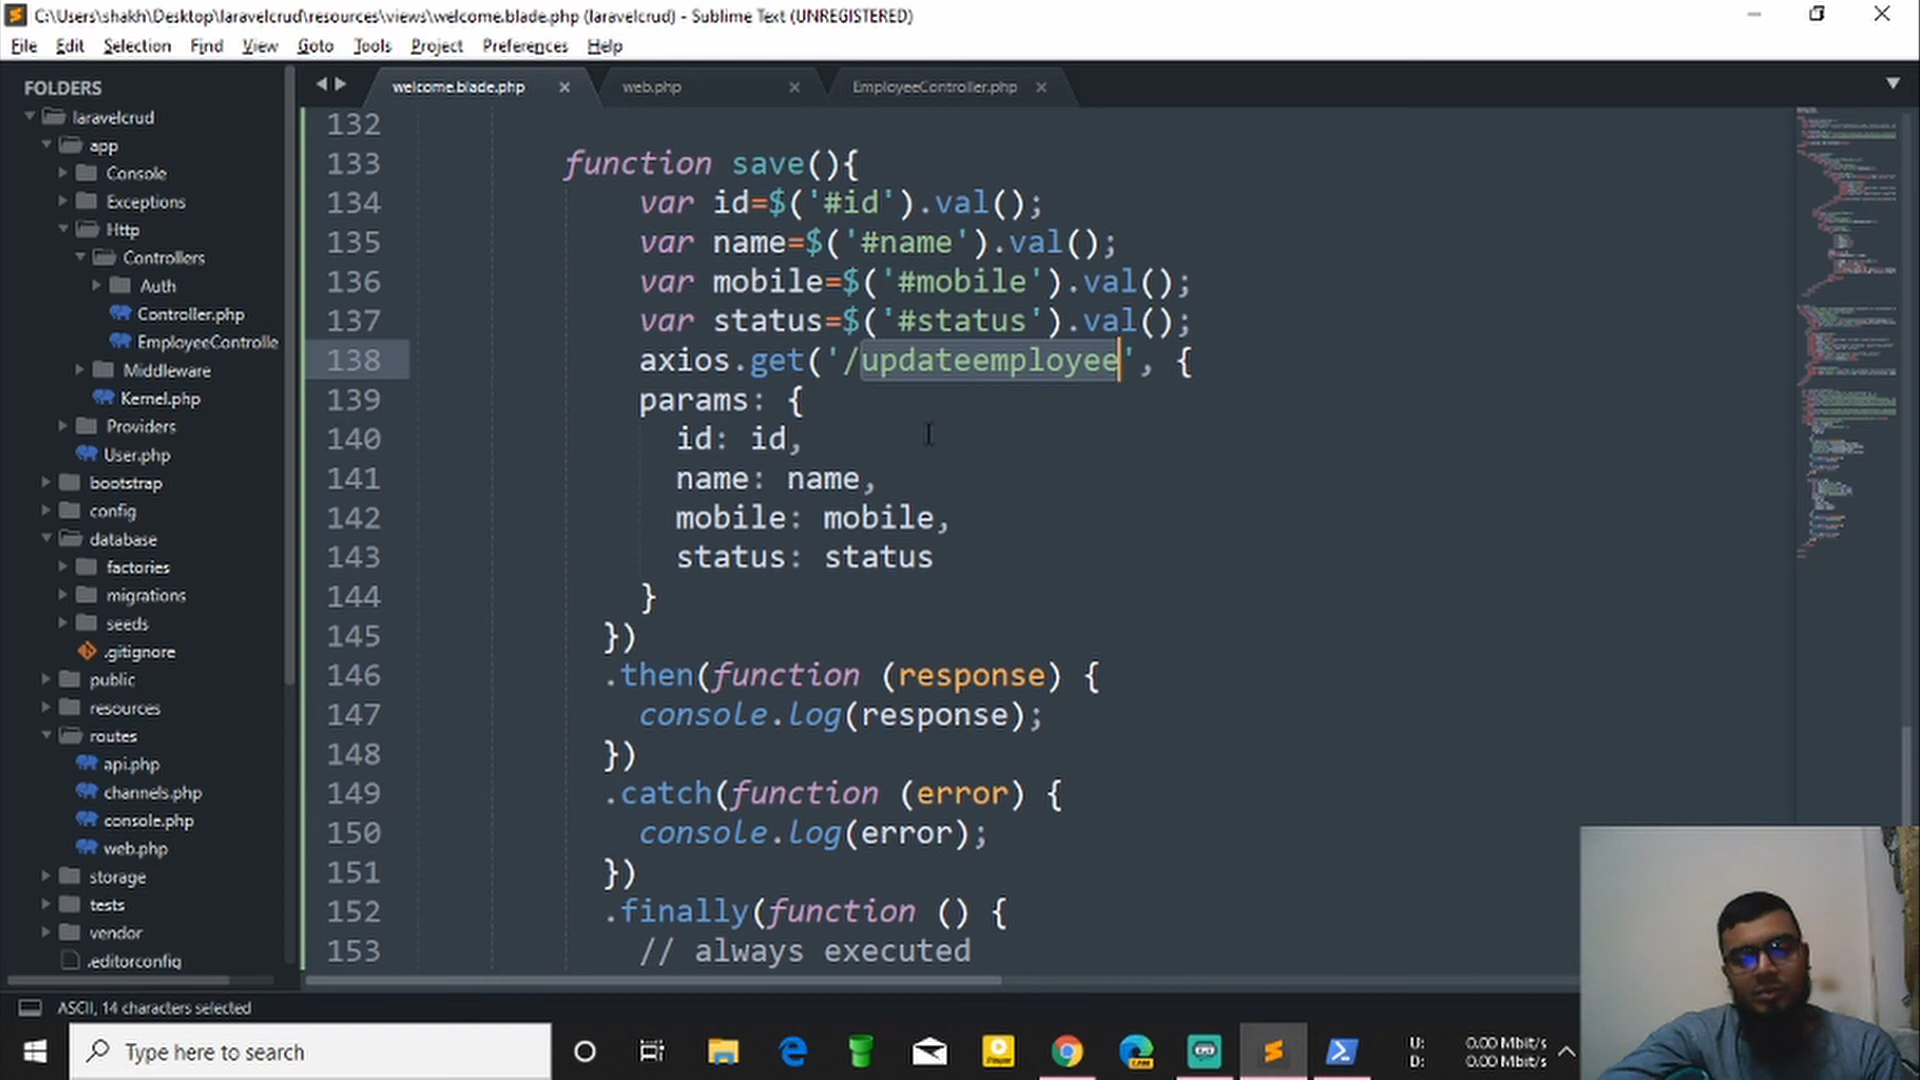 C:\Users\shakh\Desktop\laravelcrud\resources\views\welcome.blade.php (laravelcrud) - Sublime Text (UNREGISTERED)
File Edit Selection Find View Goto Tools Project Preferences Help
FOLDERS
laravelcrud
app
Console
Exceptions
Http
Controllers
Auth
Controller.php
EmployeeControlle
Middleware
Kernel.php
Providers
User.php
bootstrap
config
database
factories
migrations
seeds
.gitignore
public
resources
routes
api.php
channels.php
console.php
web.php
storage
tests
vendor
.editorconfig
welcome.blade.php web.php EmployeeController.php
132
133 function save(){
134 var id=$('#id').val();
135 var name=$('#name').val();
136 var mobile=$('#mobile').val();
137 var status=$('#status').val();
138 axios.get('/updateemployee', {
139 params: {
140 id: id,
141 name: name,
142 mobile: mobile,
143 status: status
144 }
145 })
146 .then(function (response) {
147 console.log(response);
148 })
149 .catch(function (error) {
150 console.log(error);
151 })
152 .finally(function () {
153 // always executed
ASCII, 14 characters selected
Type here to search
U: 0.00 Mbit/s
D: 0.00 Mbit/s